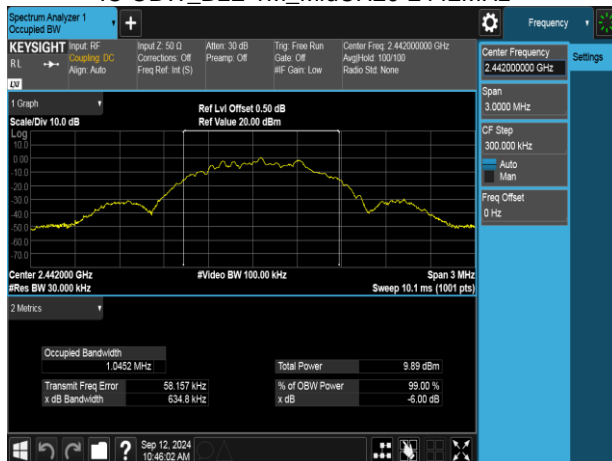 Spectrum Analyzer 1
Occupied BW
Frequency
KEYSIGHT
RL
Input: RF
Coupling: DC
Align: Auto
Input Z: 50 Ω
Corrections: Off
Freq Ref: Int (S)
Atten: 30 dB
Preamp: Off
Trig: Free Run
Gate: Off
#IF Gain: Low
Center Freq: 2.442000000 GHz
Avg|Hold: 100/100
Radio Std: None
LXI
Center Frequency
2.442000000 GHz
Settings
Span
3.0000 MHz
CF Step
300.000 kHz
Auto
Man
Freq Offset
0 Hz
1 Graph
Scale/Div 10.0 dB
Ref Lvl Offset 0.50 dB
Ref Value 20.00 dBm
Log
10.0
0.00
-10.0
-20.0
-30.0
-40.0
-50.0
-60.0
-70.0
Center 2.442000 GHz
#Video BW 100.00 kHz
Span 3 MHz
#Res BW 30.000 kHz
Sweep 10.1 ms (1001 pts)
2 Metrics
Occupied Bandwidth
1.0452 MHz
Total Power 9.89 dBm
Transmit Freq Error 58.157 kHz
% of OBW Power 99.00 %
x dB Bandwidth 634.8 kHz
x dB -6.00 dB
?
Sep 12, 2024
10:46:02 AM